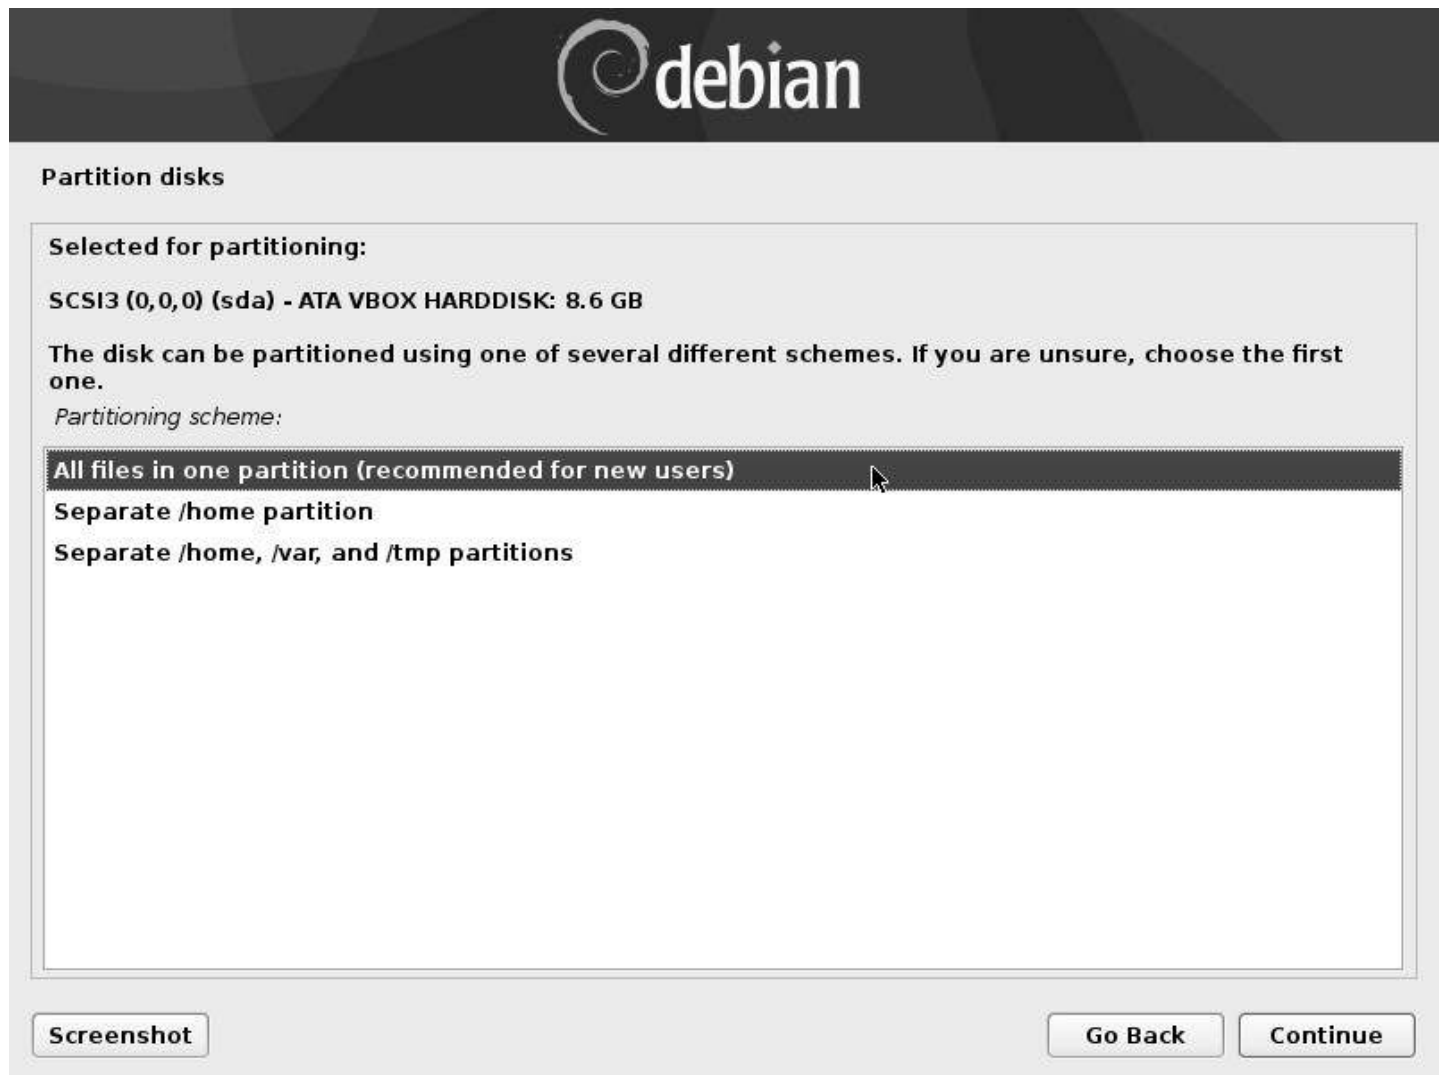 debian
Partition disks
Selected for partitioning:
SCSI3 (0,0,0) (sda) - ATA VBOX HARDDISK: 8.6 GB
The disk can be partitioned using one of several different schemes. If you are unsure, choose the first
one.
Partitioning scheme:
All files in one partition (recommended for new users)
Separate /home partition
Separate /home, /var, and /tmp partitions
Screenshot
Go Back
Continue